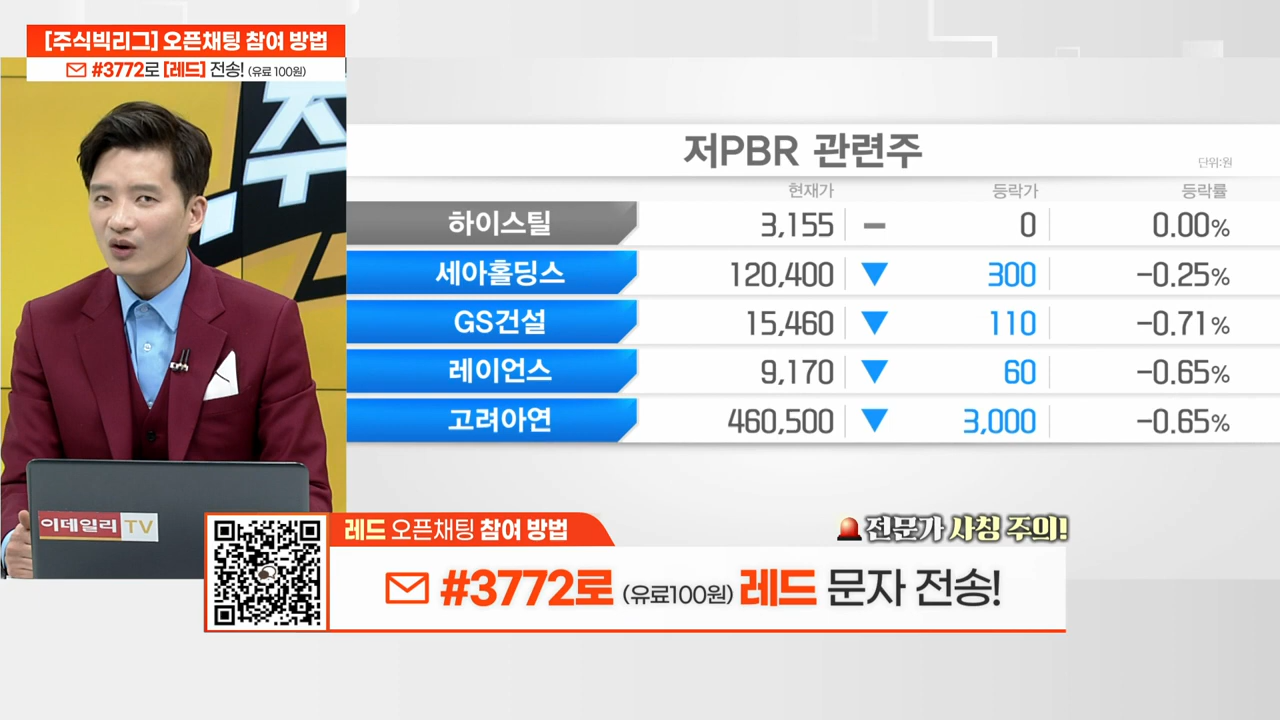 [주식빅리그] 오픈채팅 참여 방법
#3772로 [레드] 전송! (유료 100원)
주
저PBR 관련주
단위:원
현재가 등락가 등락률
하이스틸 3,155 0 0.00%
세아홀딩스 120,400 ▼ 300 -0.25%
GS건설 15,460 ▼ 110 -0.71%
레이언스 9,170 ▼ 60 -0.65%
고려아연 460,500 ▼ 3,000 -0.65%
이데일리TV
레드 오픈채팅 참여 방법
전문가 사칭 주의!
#3772로 (유료100원) 레드 문자 전송!